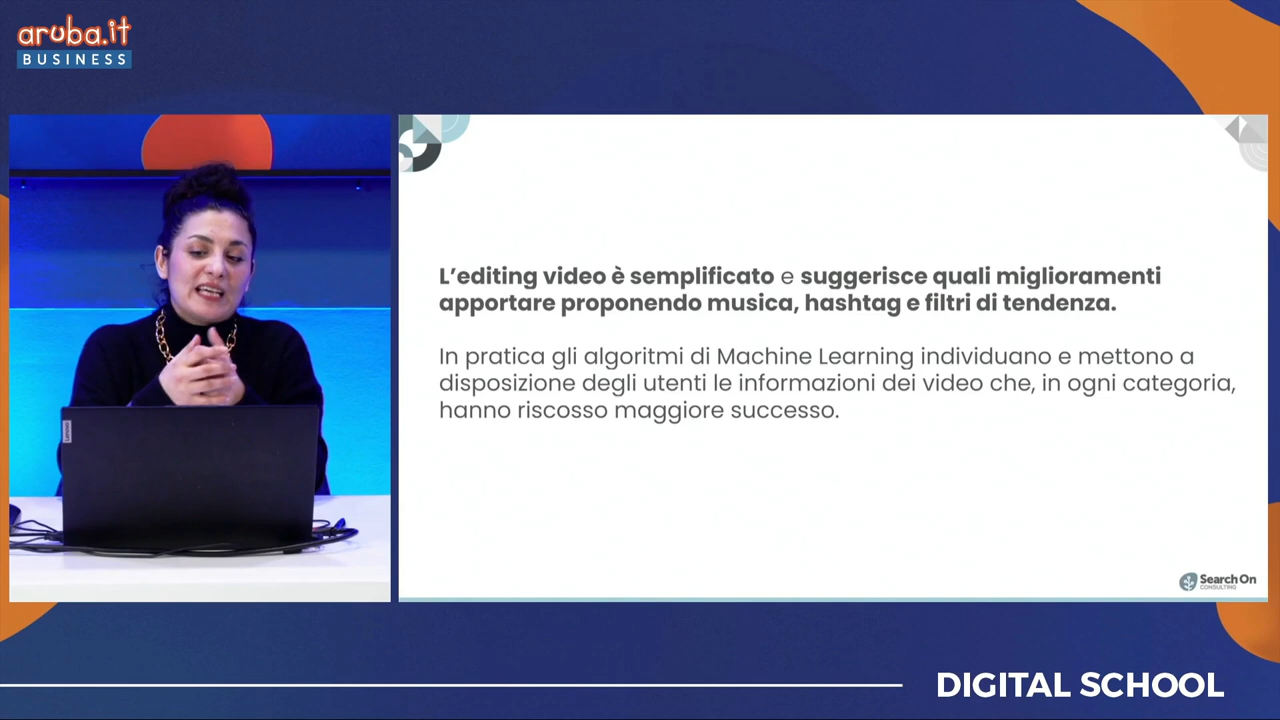 aruba.it
BUSINESS
L'editing video è semplificato e suggerisce quali miglioramenti
apportare proponendo musica, hashtag e filtri di tendenza.
In pratica gli algoritmi di Machine Learning individuano e mettono a
disposizione degli utenti le informazioni dei video che, in ogni categoria,
hanno riscosso maggiore successo.
Lenovo
Search On
CONSULTING
DIGITAL SCHOOL